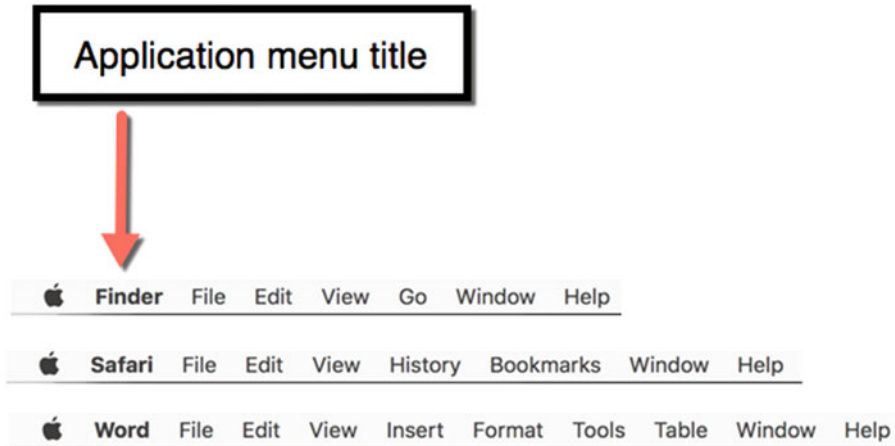 Application menu title
Finder File Edit View Go Window Help
Safari File Edit View History Bookmarks Window Help
Word File Edit View Insert Format Tools Table Window Help